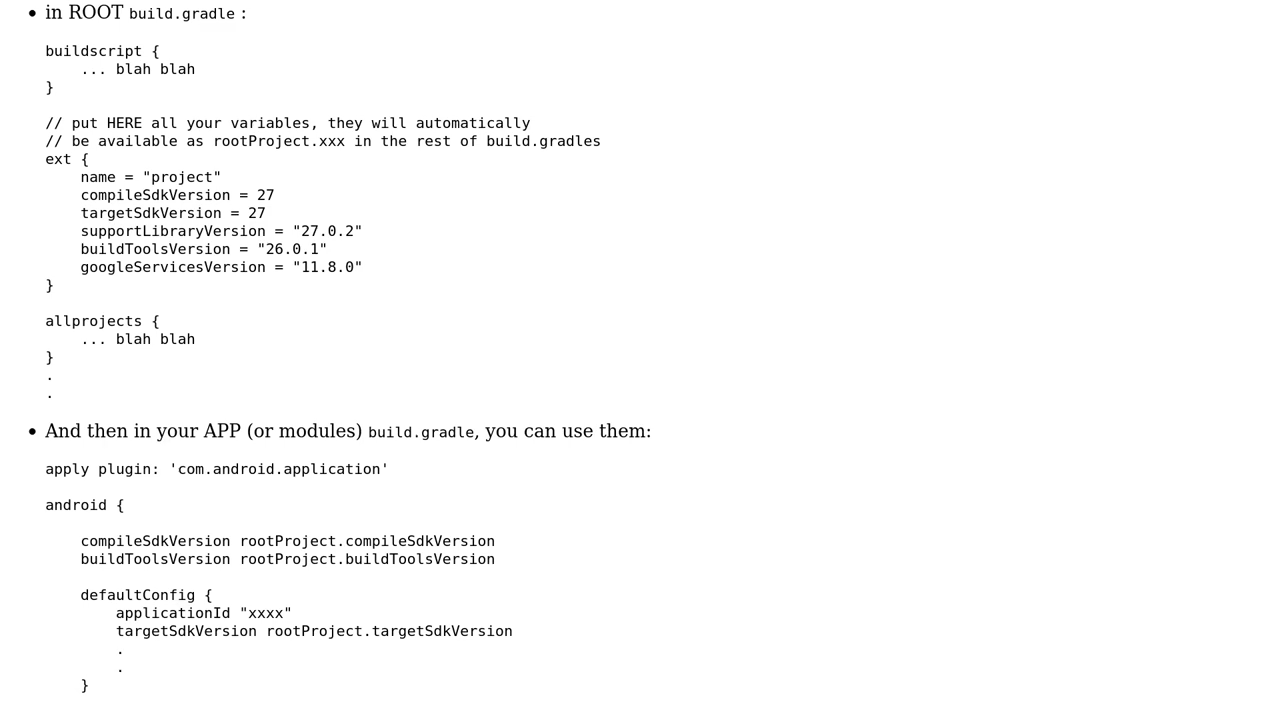 • in ROOT build.gradle :
buildscript {
    ... blah blah
}
// put HERE all your variables, they will automatically
// be available as rootProject.xxx in the rest of build.gradles
ext {
    name = "project"
    compileSdkVersion = 27
    targetSdkVersion = 27
    supportLibraryVersion = "27.0.2"
    buildToolsVersion = "26.0.1"
    googleServicesVersion = "11.8.0"
}
allprojects {
    ... blah blah
}
.
.
• And then in your APP (or modules) build.gradle, you can use them:
apply plugin: 'com.android.application'
android {
    compileSdkVersion rootProject.compileSdkVersion
    buildToolsVersion rootProject.buildToolsVersion
    defaultConfig {
        applicationId "xxxx"
        targetSdkVersion rootProject.targetSdkVersion
        .
        .
    }